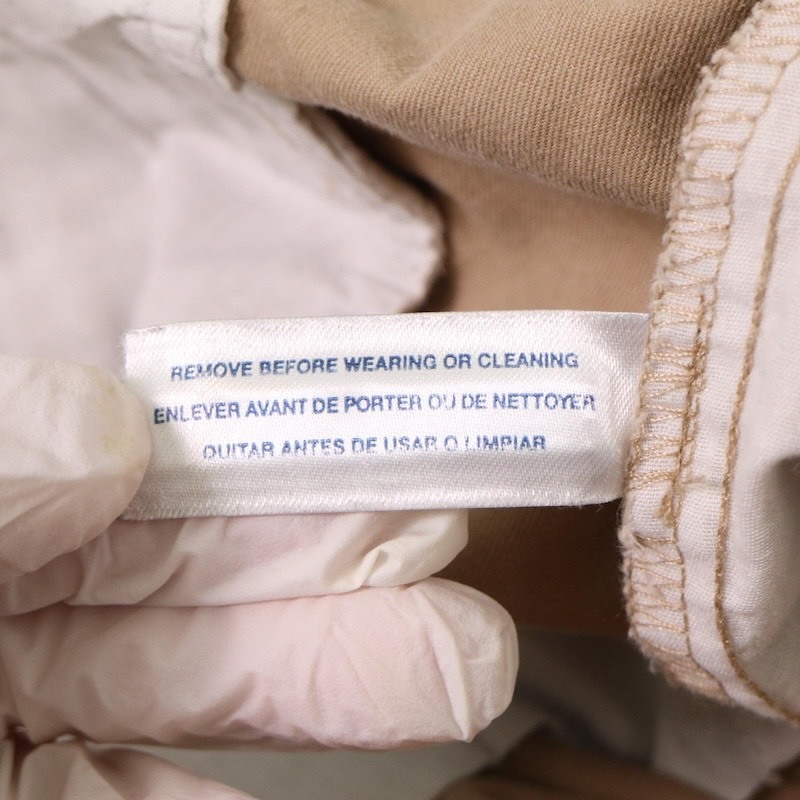 REMOVE BEFORE WEARING OR CLEANING
ENLEVER AVANT DE PORTER OU DE NETTOYER
QUITAR ANTES DE USAR O LIMPIAR